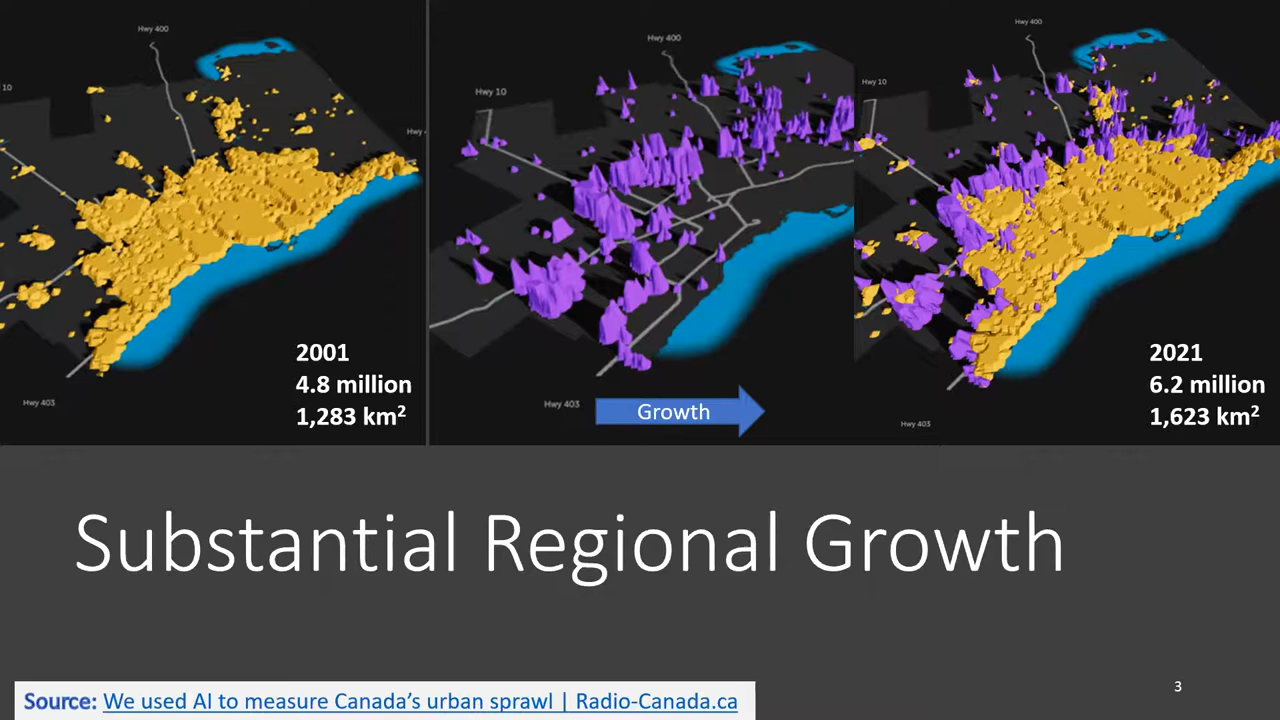 Hwy 400
10
Hwy
Hwy 403
2001
4.8 million
1,283 km²
Hwy 400
Hwy 10
Hwy 403
Growth
Hwy 400
Hwy 10
Hwy 403
2021
6.2 million
1,623 km²
Substantial Regional Growth
Source: We used AI to measure Canada's urban sprawl | Radio-Canada.ca
3